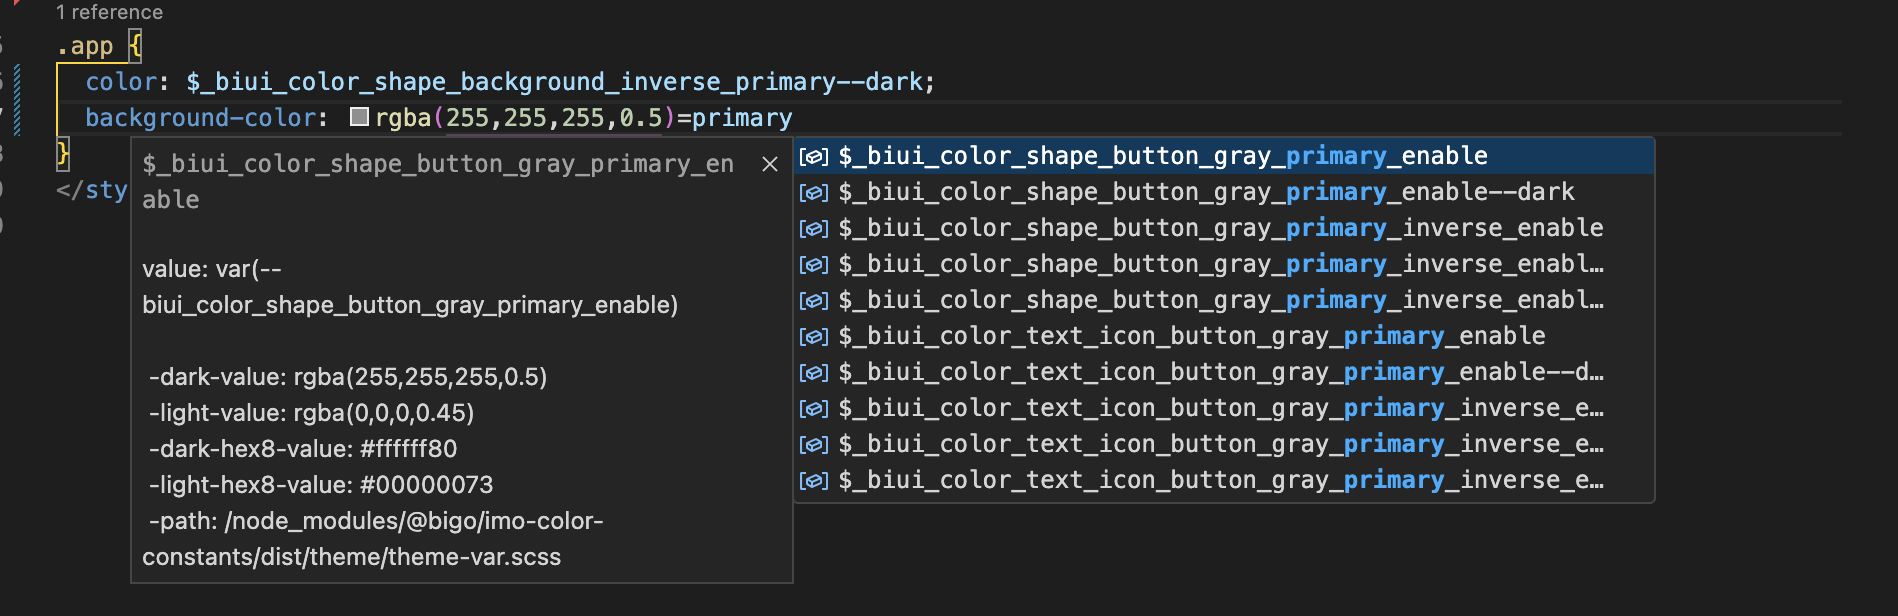 1 reference
.app {
color: $_biui_color_shape_background_inverse_primary--dark;
background-color: rgba(255,255,255,0.5)=primary
}
</sty
$_biui_color_shape_button_gray_primary_en
able
value: var(--
biui_color_shape_button_gray_primary_enable)
-dark-value: rgba(255,255,255,0.5)
-light-value: rgba(0,0,0,0.45)
-dark-hex8-value: #ffffff80
-light-hex8-value: #00000073
-path: /node_modules/@bigo/imo-color-
constants/dist/theme/theme-var.scss
$_biui_color_shape_button_gray_primary_enable
$_biui_color_shape_button_gray_primary_enable--dark
$_biui_color_shape_button_gray_primary_inverse_enable
$_biui_color_shape_button_gray_primary_inverse_enabl…
$_biui_color_shape_button_gray_primary_inverse_enabl…
$_biui_color_text_icon_button_gray_primary_enable
$_biui_color_text_icon_button_gray_primary_enable--d…
$_biui_color_text_icon_button_gray_primary_inverse_e…
$_biui_color_text_icon_button_gray_primary_inverse_e…
$_biui_color_text_icon_button_gray_primary_inverse_e…